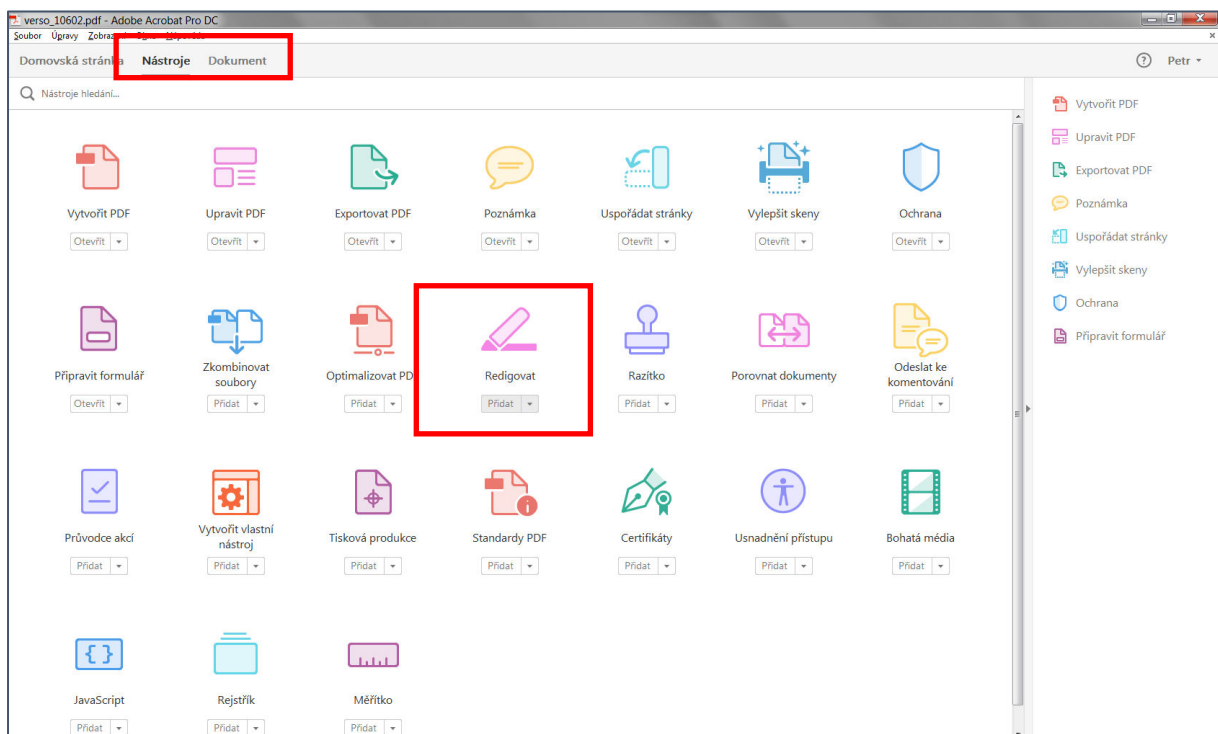 verso_10602.pdf - Adobe Acrobat Pro DC
Soubor Úpravy
Domovská stránka Nástroje Dokument
Petr
Nástroje hledání...
Vytvořit PDF Upravit PDF Exportovat PDF Poznámka Uspořádat stránky Vylepšit skeny Ochrana
Otevřít Otevřít Otevřít Otevřít Otevřít Otevřít Otevřít
Připravit formulář Zkombinovat soubory Optimalizovat PD Redigovat Razítko Porovnat dokumenty Odeslat ke komentování
Otevřít Přidat Přidat Přidat Přidat Přidat Přidat
Průvodce akcí Vytvořit vlastní nástroj Tisková produkce Standardy PDF Certifikáty Usnadnění přístupu Bohatá média
Přidat Přidat Přidat Přidat Přidat Přidat Přidat
JavaScript Rejstřík Měřítko
Přidat Přidat Přidat
Vytvořit PDF
Upravit PDF
Exportovat PDF
Poznámka
Uspořádat stránky
Vylepšit skeny
Ochrana
Připravit formulář